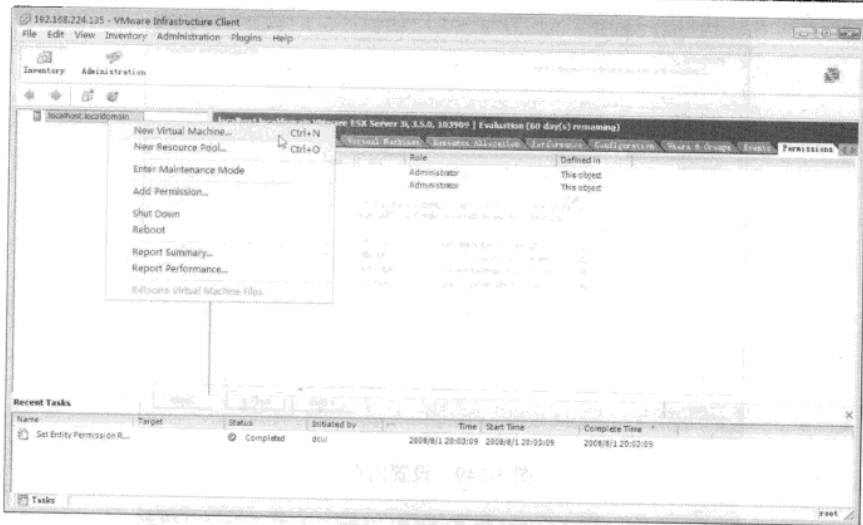 192.168.224.135 - VMware Infrastructure Client
File Edit View Inventory Administration Plugins Help
Inventory Administration
localhost.localdomain
VMware ESX Server 3i, 3.5.0, 103909 | Evaluation (60 day(s) remaining)
Virtual Machines Resource Allocation Performance Configuration Users & Groups Events Permissions
Role Defined in
Administrator This object
Administrator This object
New Virtual Machine... Ctrl+N
New Resource Pool... Ctrl+O
Enter Maintenance Mode
Add Permission...
Shut Down
Reboot
Report Summary...
Report Performance...
Relocate Virtual Machine Files
Recent Tasks
Name Target Status Initiated by Time Start Time Complete Time
Set Entity Permission R... Completed dcui 2008/8/1 20:03:09 2008/8/1 20:03:09 2008/8/1 20:03:09
Tasks root